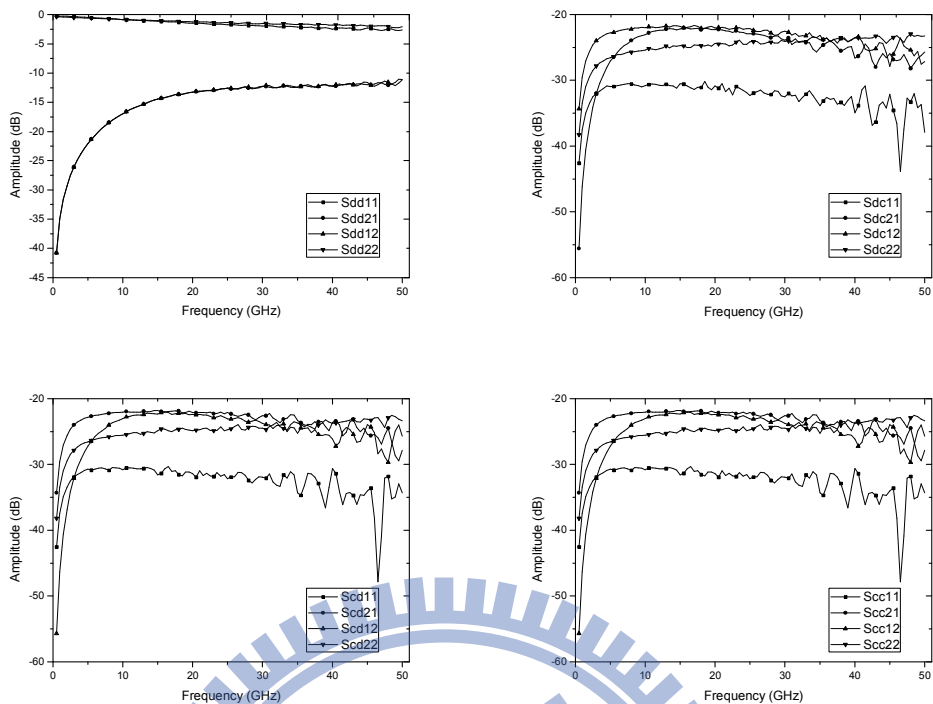 0
-5
-10
-15
-20
-25
-30
-35
-40
-45
0 10 20 30 40 50
Amplitude (dB)
Frequency (GHz)
Sdd11
Sdd21
Sdd12
Sdd22
-20
-30
-40
-50
-60
0 10 20 30 40 50
Amplitude (dB)
Frequency (GHz)
Sdc11
Sdc21
Sdc12
Sdc22
-20
-30
-40
-50
-60
0 10 20 30 40 50
Amplitude (dB)
Frequency (GHz)
Scd11
Scd21
Scd12
Scd22
-20
-30
-40
-50
-60
0 10 20 30 40 50
Amplitude (dB)
Frequency (GHz)
Scc11
Scc21
Scc12
Scc22